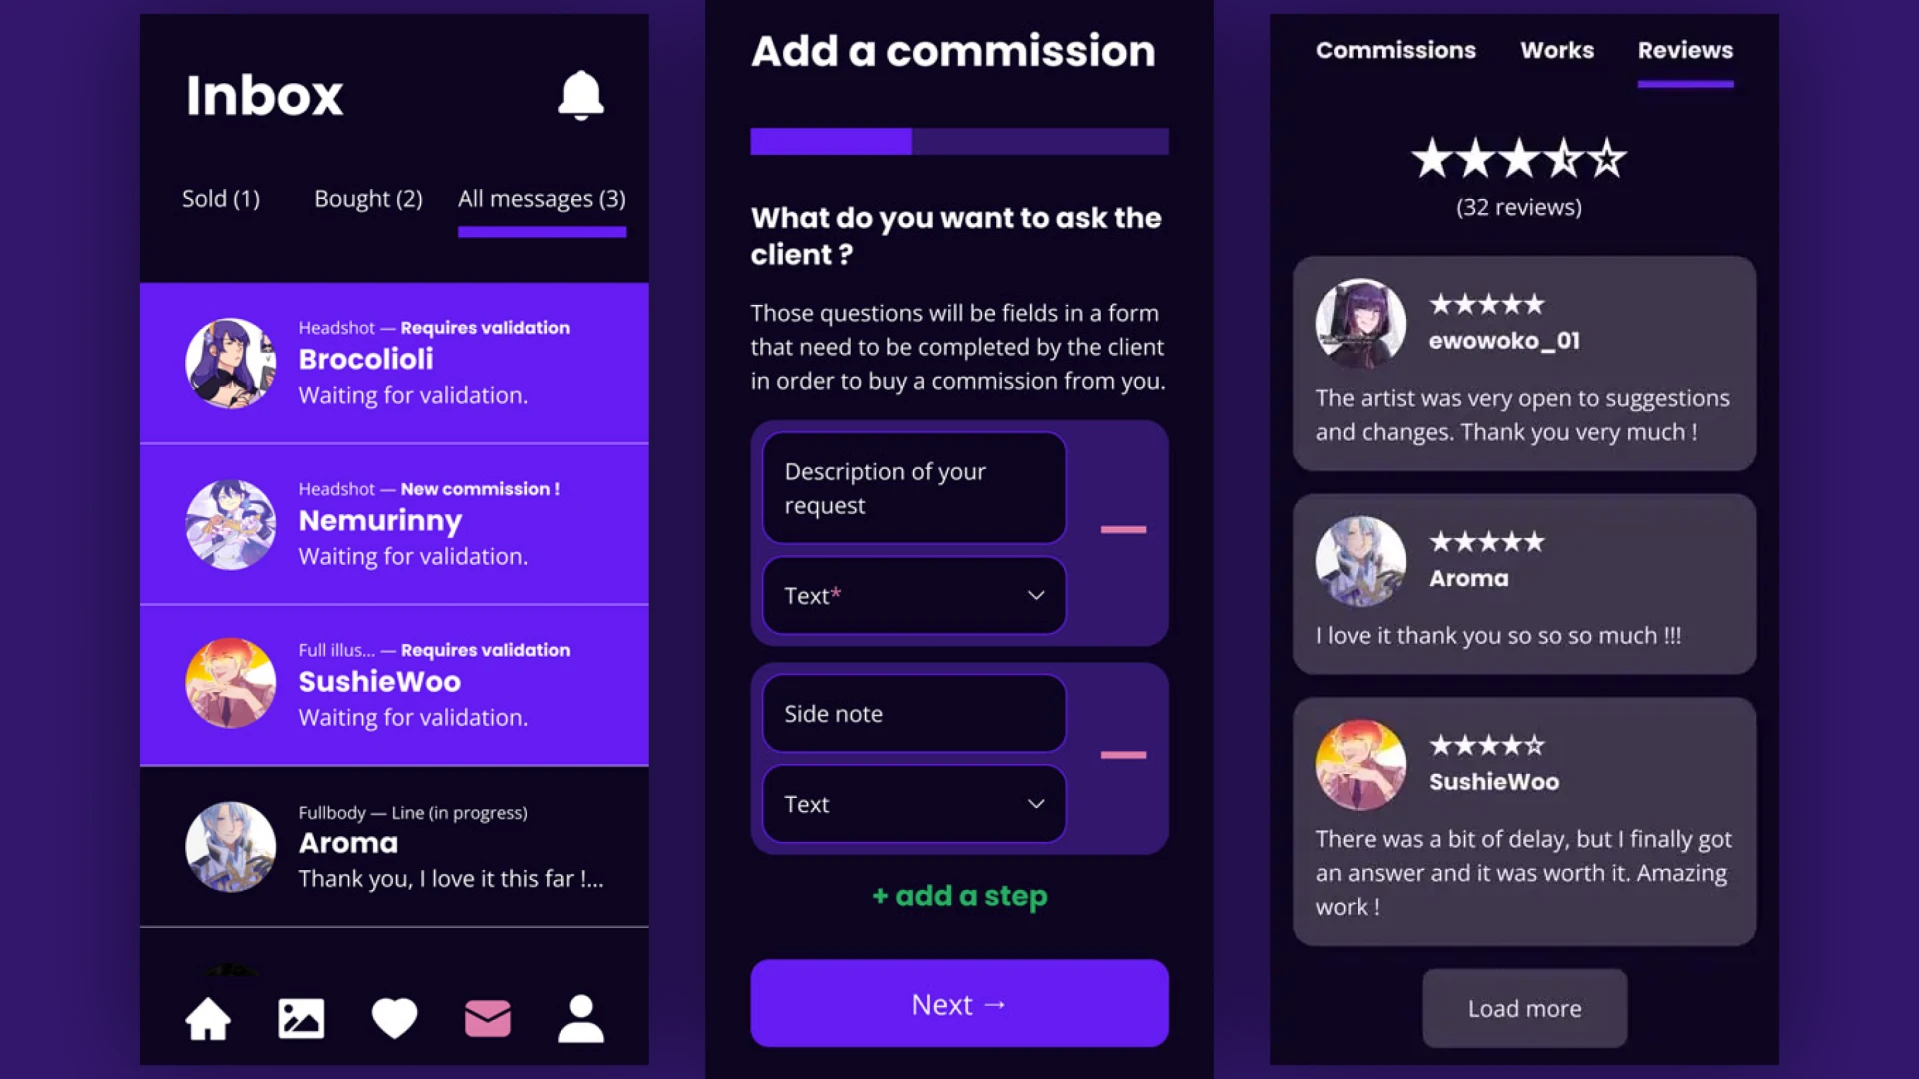 Inbox
Sold (1) Bought (2) All messages (3)
Headshot — Requires validation
Brocolioli
Waiting for validation.
Headshot — New commission !
Nemurinny
Waiting for validation.
Full illus... — Requires validation
SushieWoo
Waiting for validation.
Fullbody — Line (in progress)
Aroma
Thank you, I love it this far !...
Add a commission
What do you want to ask the
client ?
Those questions will be fields in a form
that need to be completed by the client
in order to buy a commission from you.
Description of your
request
Text*
Side note
Text
+ add a step
Next →
Commissions Works Reviews
(32 reviews)
ewowoko_01
The artist was very open to suggestions
and changes. Thank you very much !
Aroma
I love it thank you so so so much !!!
SushieWoo
There was a bit of delay, but I finally got
an answer and it was worth it. Amazing
work !
Load more